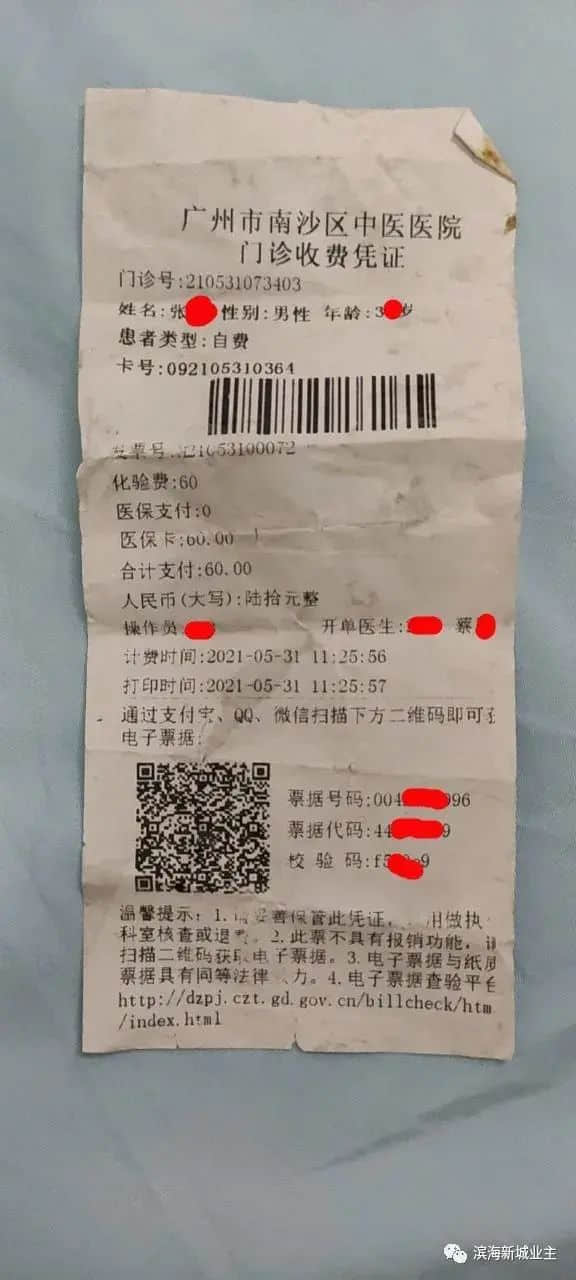 广州市南沙区中医医院
门诊收费凭证
门诊号:210531073403
姓名:张 性别:男性 年龄:3 岁
患者类型:自费
卡号:092105310364
发票号
化验费:60
医保支付:0
医保卡:60.00
合计支付:60.00
人民币(大写):陆拾元整
操作员: 开单医生: 蔡
计费时间:2021-05-31 11:25:56
打印时间:2021-05-31 11:25:57
通过支付宝、QQ、微信扫描下方二维码即可
电子票据:
票据号码:004 096
票据代码:44 9
校验码:f5 9
温馨提示: 1. 妥善保管此凭证, 用做执
科室核查或退 。2.此票不具有报销功能,
扫描二维码获取电子票据。3.电子票据与纸质
票据具有同等法律 力。4.电子票据查验平台
http://dzpj.czt.gd.gov.cn/billcheck/htm
/index.html
滨海新城业主